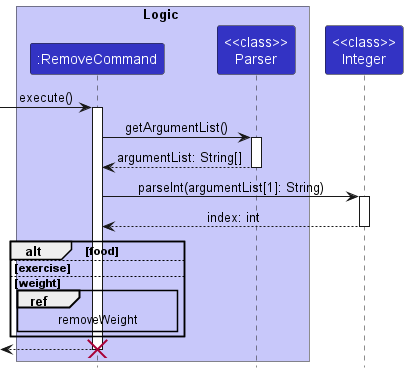 Logic
<<class>>
Parser
<<class>>
Integer
:RemoveCommand
execute()
getArgumentList()
argumentList: String[]
parseInt(argumentList[1]: String)
index: int
alt [food]
[exercise]
[weight]
ref
removeWeight